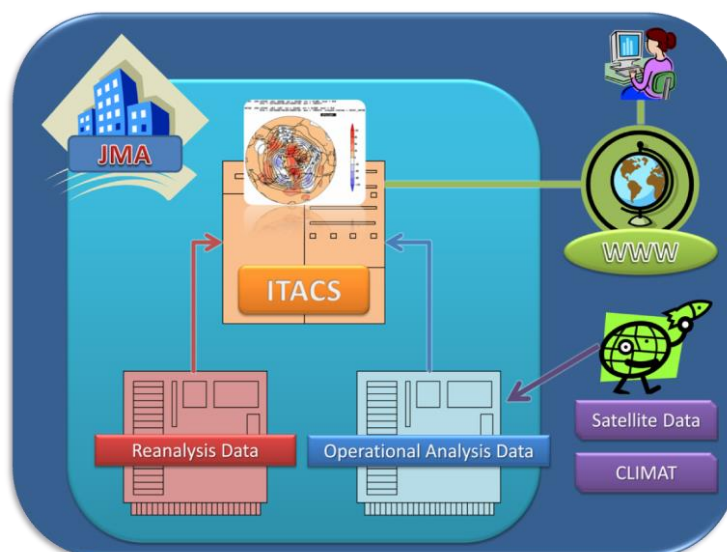 JMA
ITACS
WWW
Reanalysis Data
Operational Analysis Data
Satellite Data
CLIMAT